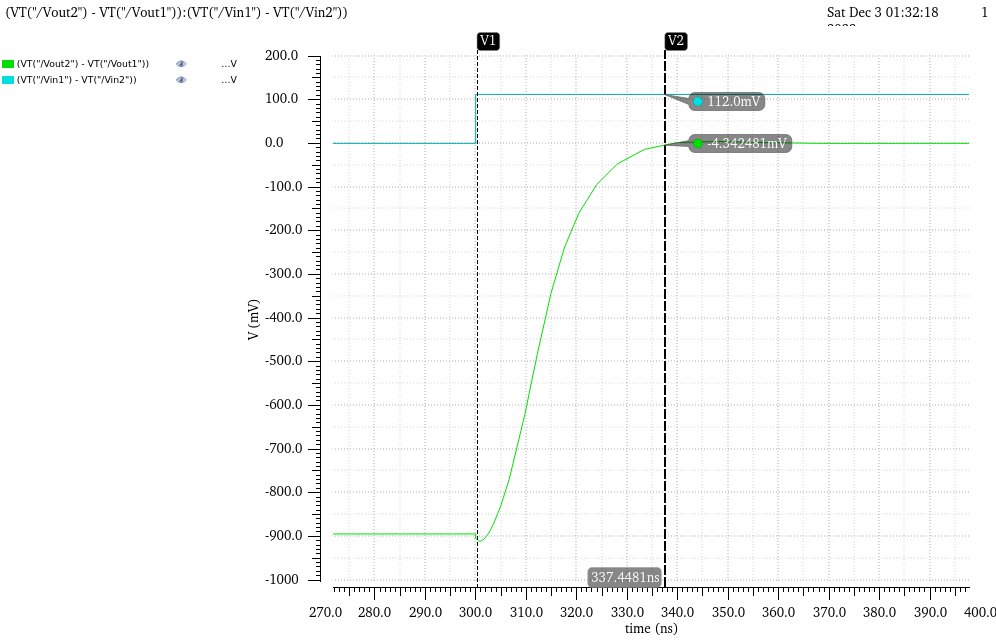 (VT("/Vout2") - VT("/Vout1")):(VT("/Vin1") - VT("/Vin2"))
Sat Dec 3 01:32:18
1
(VT("/Vout2") - VT("/Vout1")) ...V
(VT("/Vin1") - VT("/Vin2")) ...V
V1
V2
200.0
100.0
0.0
-100.0
-200.0
-300.0
-400.0
-500.0
-600.0
-700.0
-800.0
-900.0
-1000
V (mV)
112.0mV
-4.342481mV
337.4481ns
270.0 280.0 290.0 300.0 310.0 320.0 330.0 340.0 350.0 360.0 370.0 380.0 390.0 400.0
time (ns)